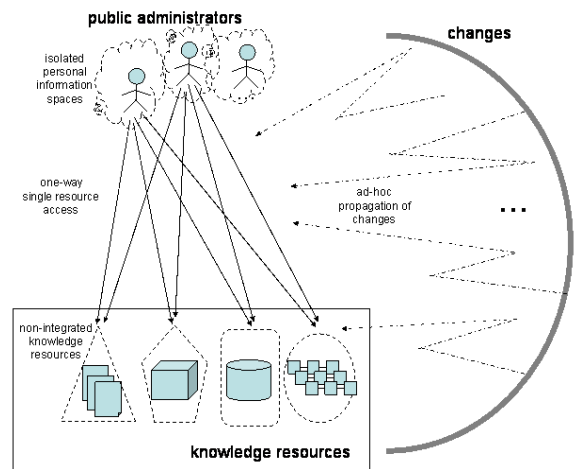 public administrators
changes
isolated
personal
information
spaces
one-way
single resource
access
ad-hoc
propagation of
changes
...
non-integrated
knowledge
resources
knowledge resources